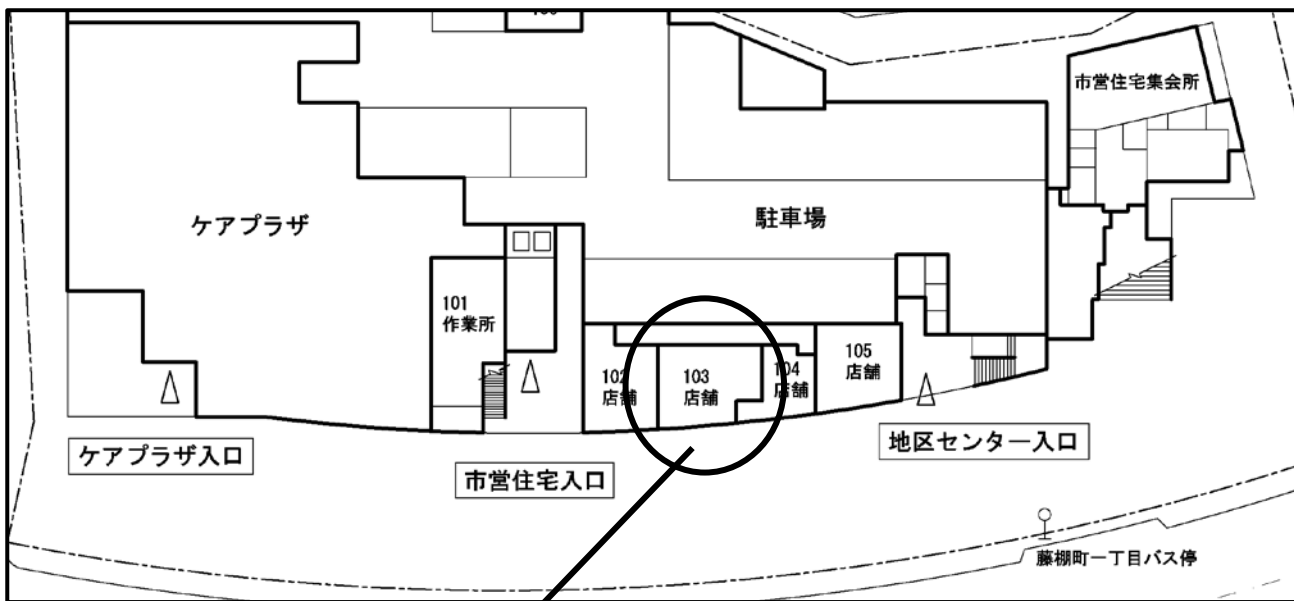 市営住宅集会所
ケアプラザ
駐車場
101
作業所
102
店舗
103
店舗
104
店舗
105
店舗
ケアプラザ入口
市営住宅入口
地区センター入口
藤棚町一丁目バス停